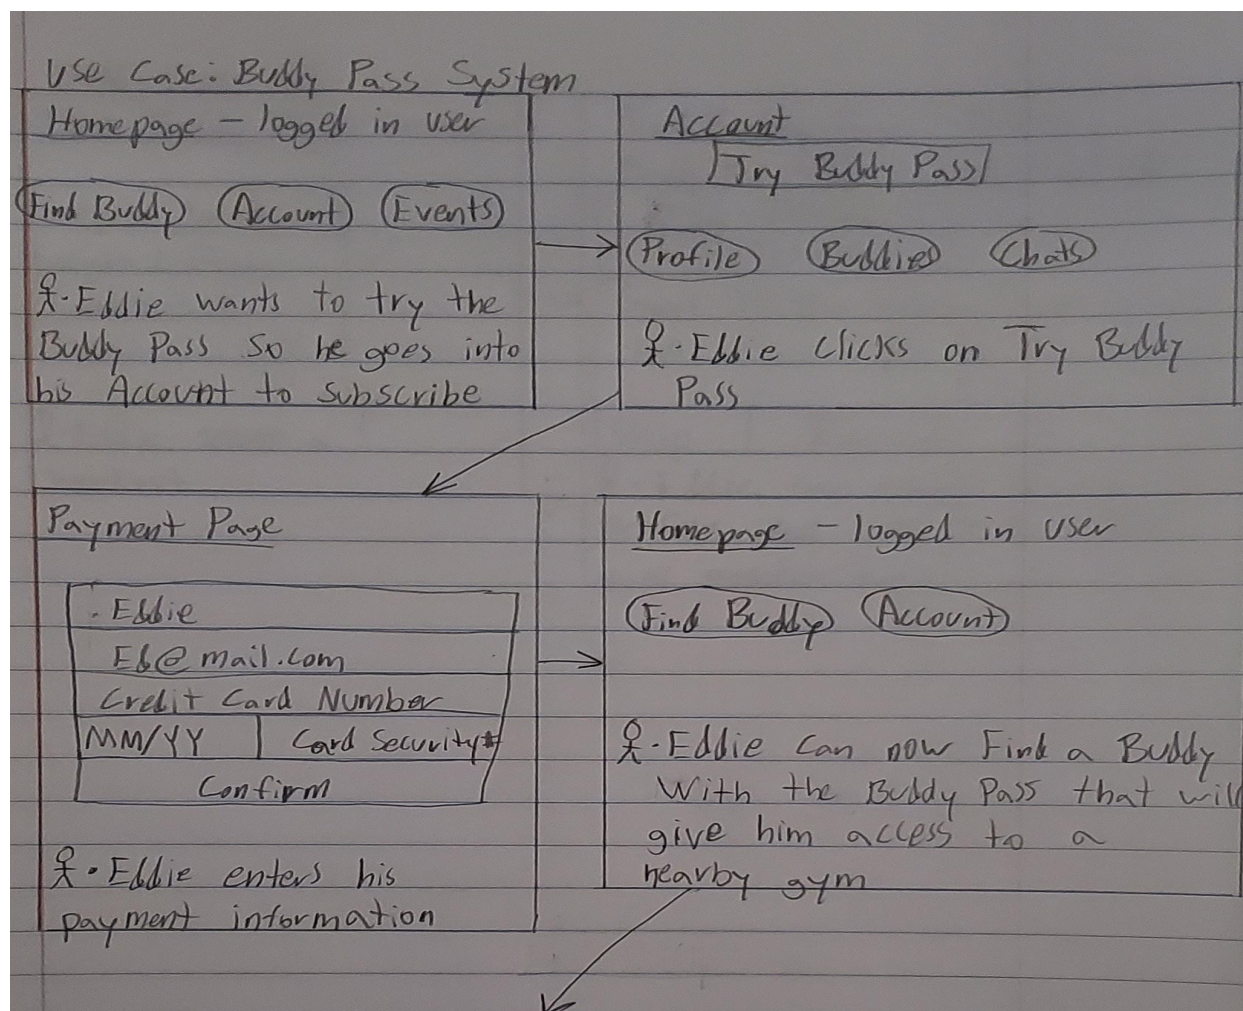 Use Case: Buddy Pass System
Homepage - logged in user
Find Buddy Account Events
Eddie wants to try the
Buddy Pass so he goes into
his Account to subscribe
Account
Try Buddy Pass
Profile Buddies Chats
Eddie clicks on Try Buddy
Pass
Payment Page
Eddie
Ed@mail.com
Credit Card Number
MM/YY Card Security#
Confirm
Eddie enters his
payment information
Homepage - logged in user
Find Buddy Account
Eddie can now Find a Buddy
With the Buddy Pass that will
give him access to a
nearby gym